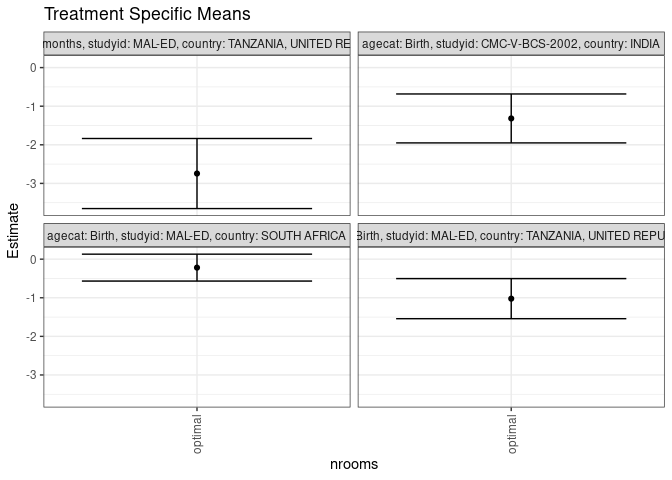 Treatment Specific Means
months, studyid: MAL-ED, country: TANZANIA, UNITED RE
agecat: Birth, studyid: CMC-V-BCS-2002, country: INDIA
0
-1
-2
-3
agecat: Birth, studyid: MAL-ED, country: SOUTH AFRICA
Birth, studyid: MAL-ED, country: TANZANIA, UNITED REPU
0
-1
-2
-3
Estimate
optimal
optimal
nrooms